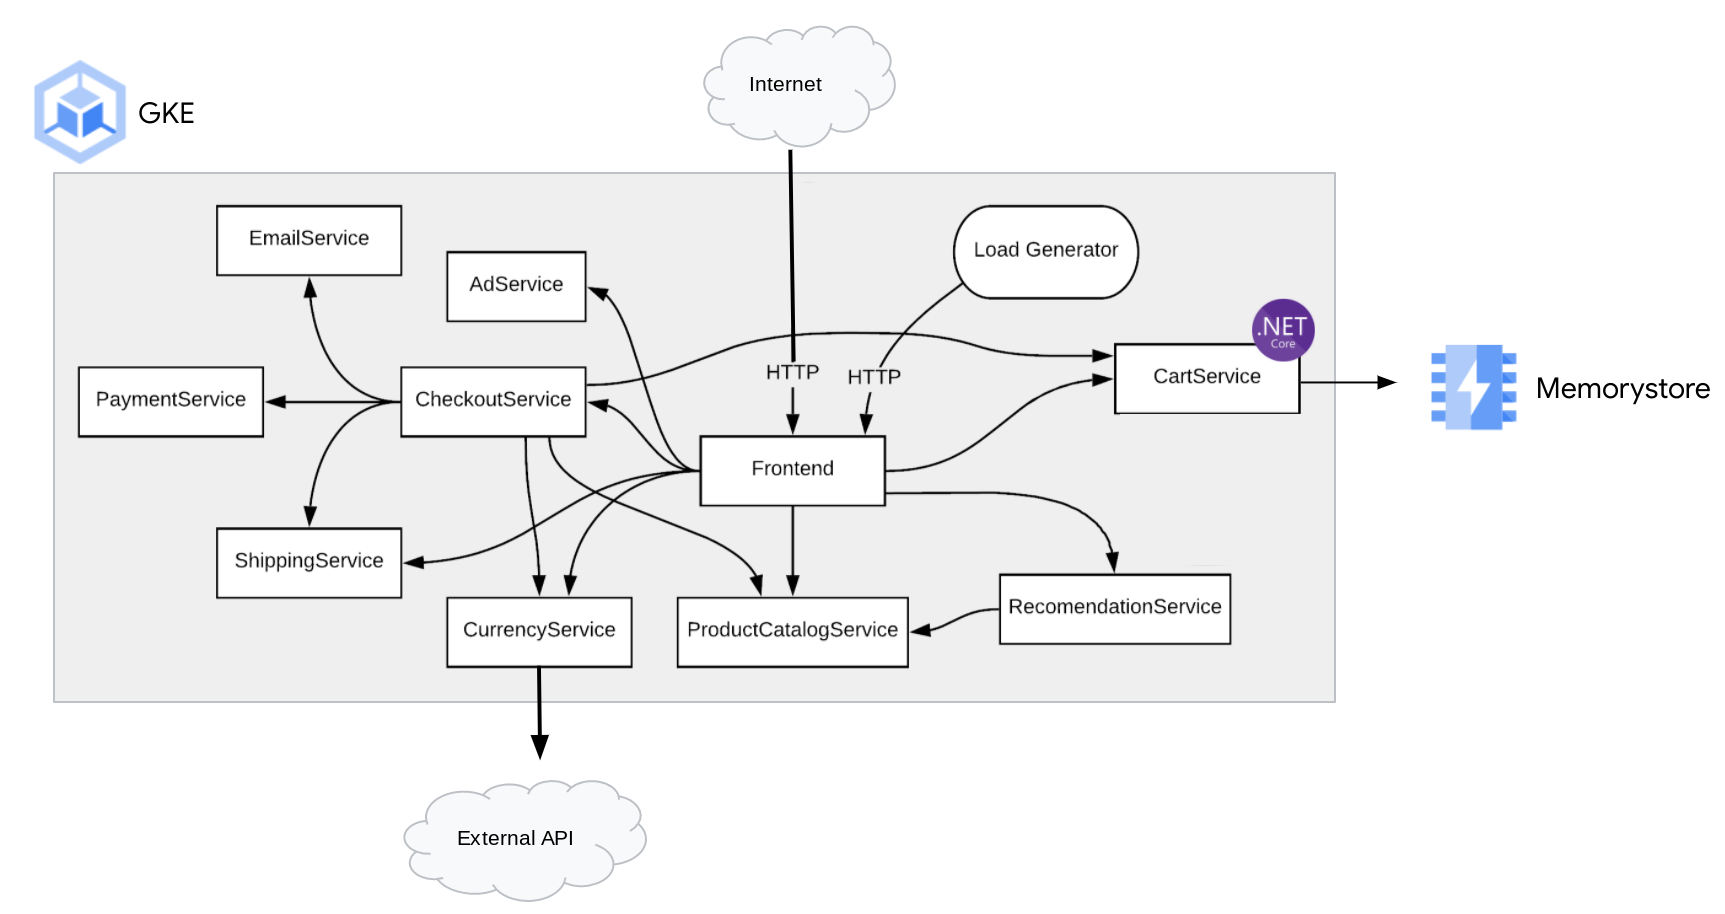 Internet
GKE
EmailService
Load Generator
AdService
.NET
Core
HTTP
HTTP
CartService
Memorystore
PaymentService
CheckoutService
Frontend
ShippingService
RecomendationService
CurrencyService
ProductCatalogService
External API